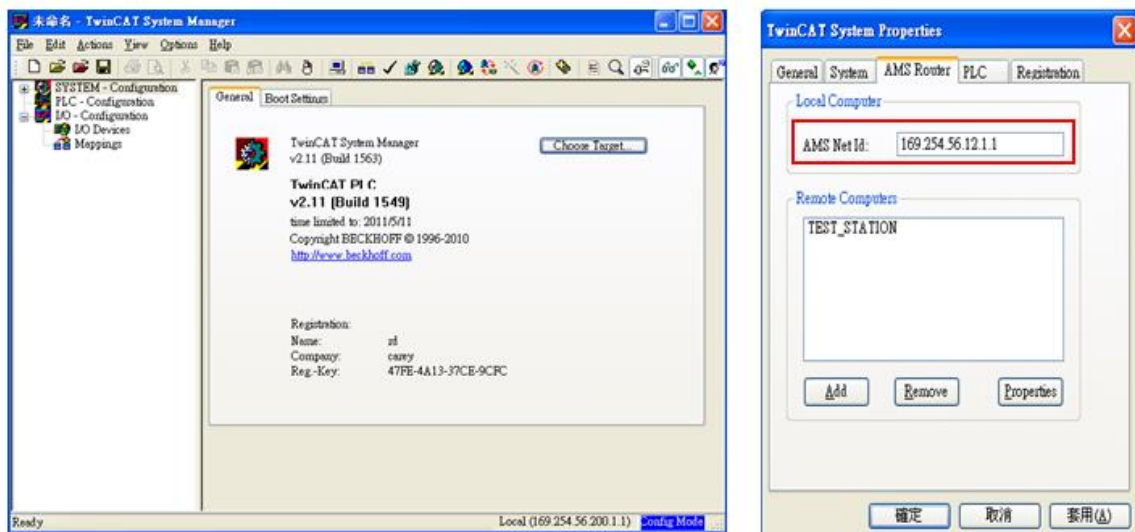 未命名 - TwinCAT System Manager
File Edit Actions View Options Help
SYSTEM - Configuration
PLC - Configuration
I/O - Configuration
I/O Devices
Mappings
General Boot Settings
TwinCAT System Manager
v2.11 (Build 1563)
Choose Target...
TwinCAT PLC
v2.11 (Build 1549)
time limited to: 2011/5/11
Copyright BECKHOFF © 1996-2010
http://www.beckhoff.com
Registration:
Name: rd
Company: carey
Reg.-Key: 47FE-4A13-37CE-9CFC
Ready
Local (169.254.56.200.1.1) Config Mode
TwinCAT System Properties
General System AMS Router PLC Registration
Local Computer
AMS Net Id: 169.254.56.12.1.1
Remote Computers
TEST_STATION
Add Remove Properties
確定 取消 套用(A)